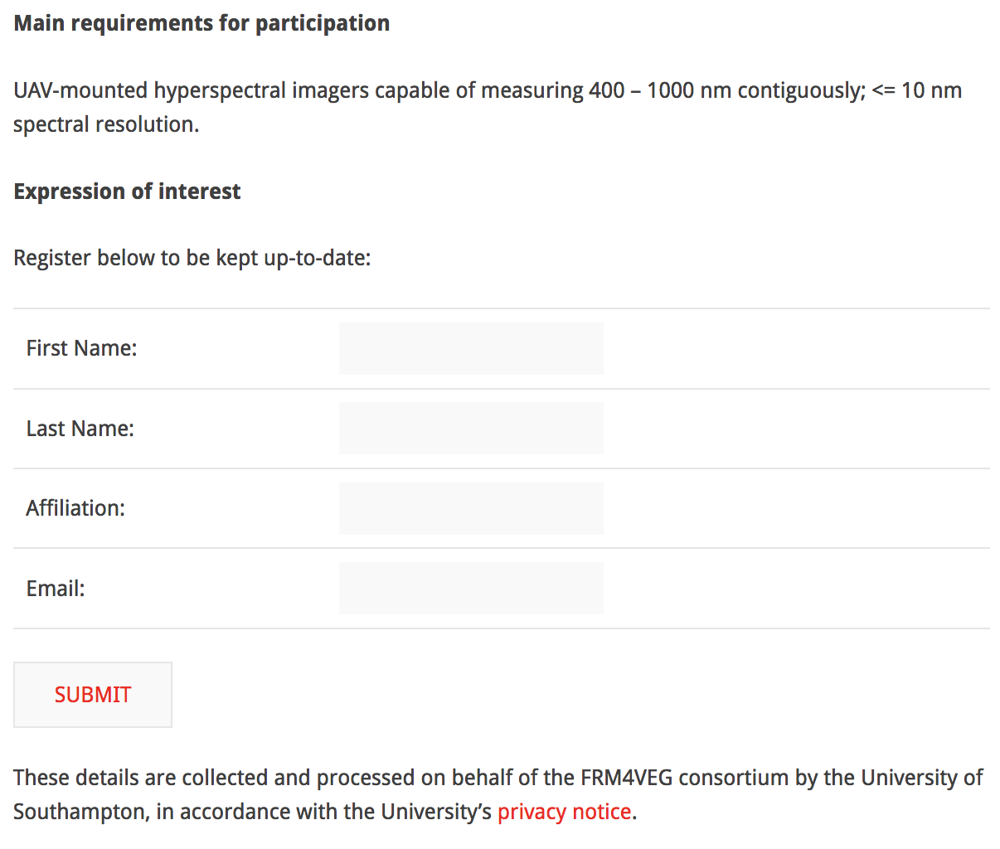 Main requirements for participation
UAV-mounted hyperspectral imagers capable of measuring 400 – 1000 nm contiguously; <= 10 nm
spectral resolution.
Expression of interest
Register below to be kept up-to-date:
First Name:
Last Name:
Affiliation:
Email:
SUBMIT
These details are collected and processed on behalf of the FRM4VEG consortium by the University of
Southampton, in accordance with the University’s privacy notice.